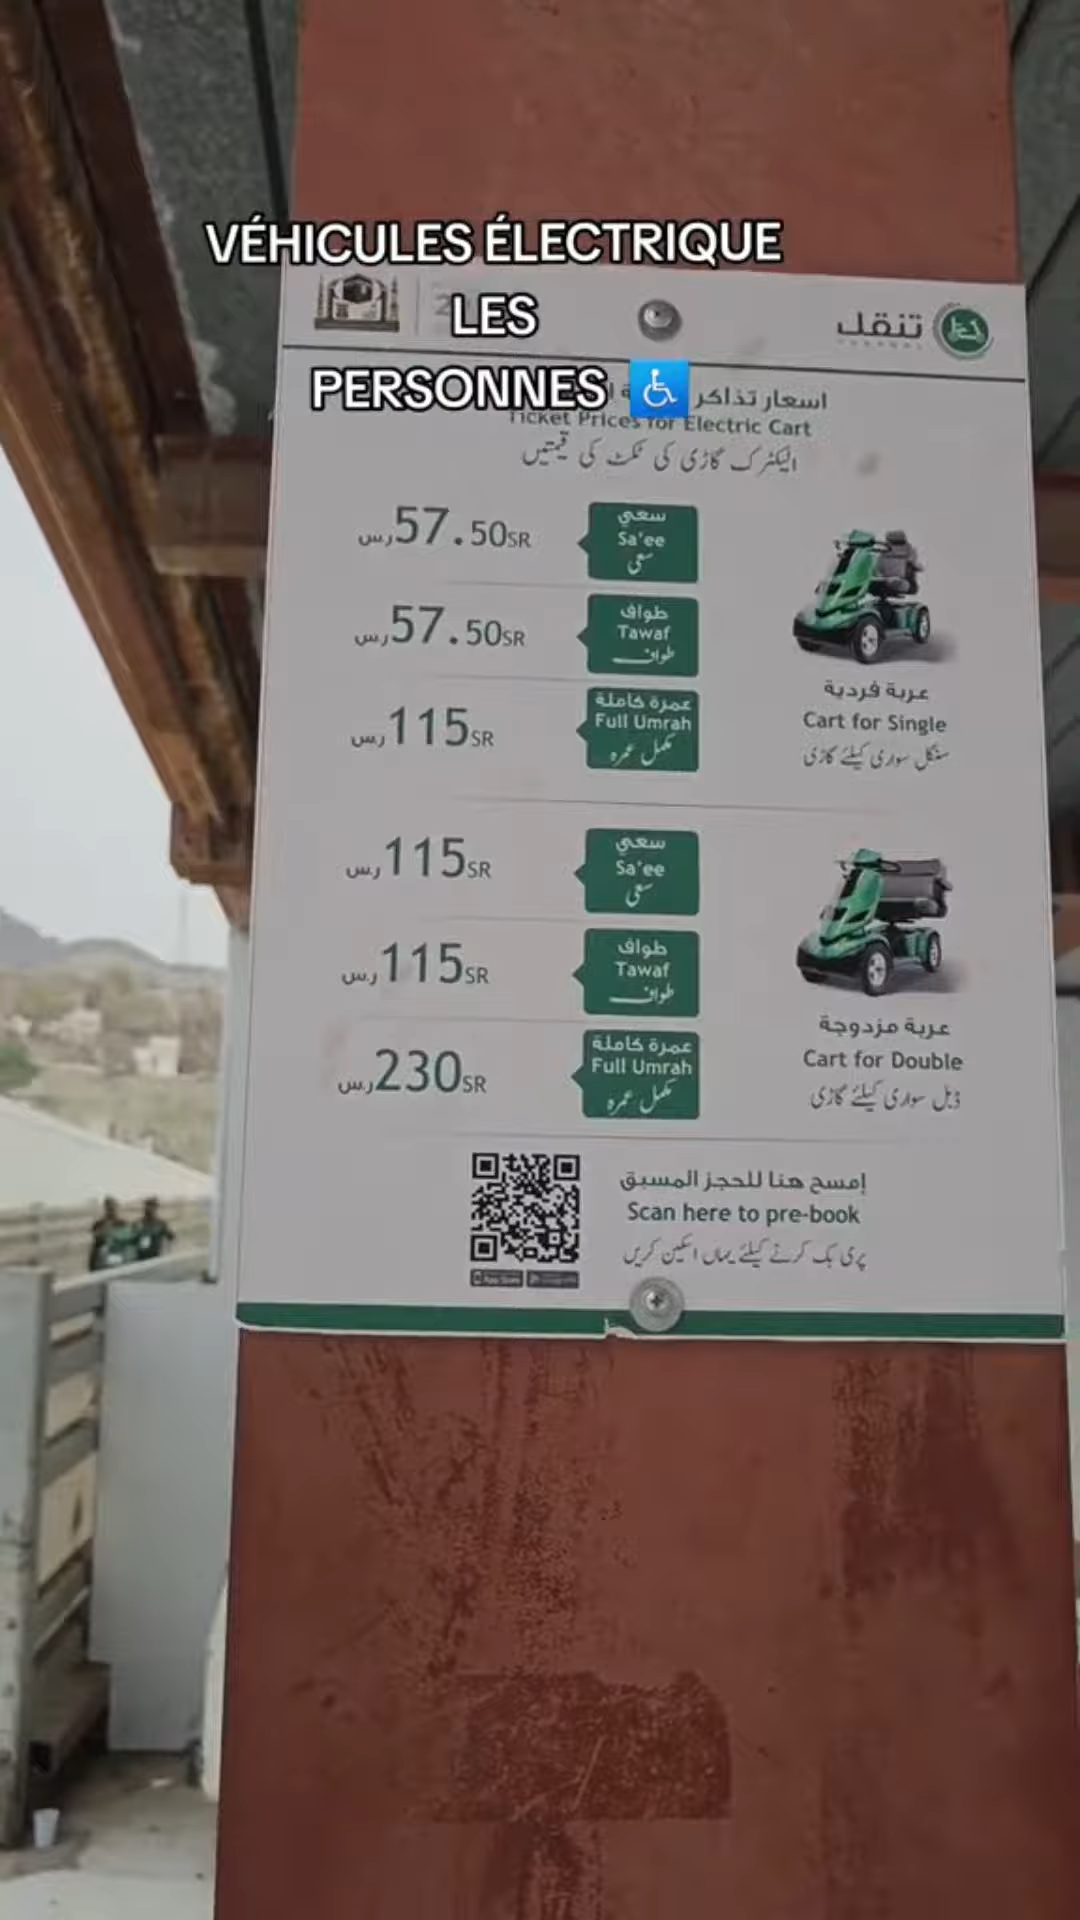 VÉHICULES ÉLECTRIQUE
LES
PERSONNES ♿
تنقل
اسعار تذاكر
Ticket Prices for Electric Cart
الیکٹرک گاڑی کی ٹکٹ کی قیمتیں
57.50SR ر.س
سعي
Sa'ee
سعی
57.50SR ر.س
طواف
Tawaf
طواف
115SR ر.س
عمرة كاملة
Full Umrah
مکمل عمرہ
عربة فردية
Cart for Single
سنگل سواری کیلئے گاڑی
115SR ر.س
سعي
Sa'ee
سعی
115SR ر.س
طواف
Tawaf
طواف
230SR ر.س
عمرة كاملة
Full Umrah
مکمل عمرہ
عربة مزدوجة
Cart for Double
ڈبل سواری کیلئے گاڑی
إمسح هنا للحجز المسبق
Scan here to pre-book
پری بک کرنے کیلئے یہاں اسکین کریں
App Store